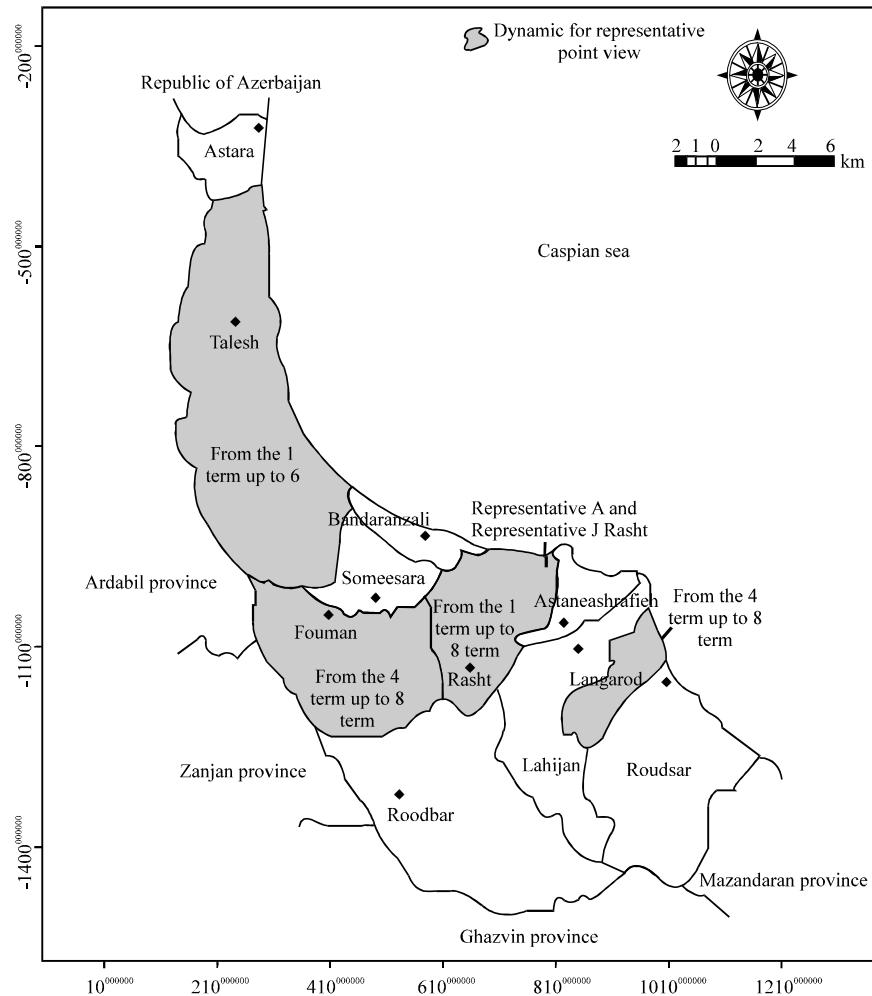 Dynamic for representative
point view
-200000000
Republic of Azerbaijan
Astara
2 1 0 2 4 6
km
-500000000
Caspian sea
Talesh
-800000000
From the 1
term up to 6
Representative A and
Representative J Rasht
Bandaranzali
Ardabil province
Someesara
Astaneashrafieh
From the 4
term up to 8
term
From the 1
term up to
8 term
Fouman
-1100000000
From the 4
term up to 8
term
Rasht
Langarod
Zanjan province
Lahijan
Roudsar
Roodbar
-1400000000
Mazandaran province
Ghazvin province
10000000 210000000 410000000 610000000 810000000 1010000000 1210000000